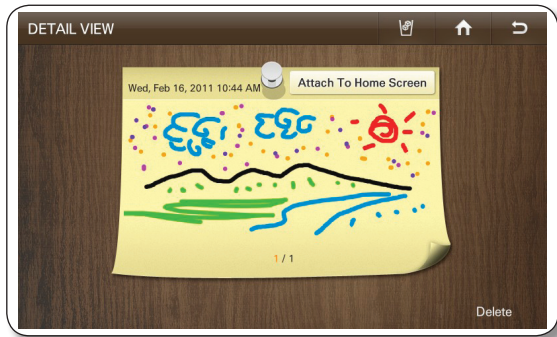 DETAIL VIEW
Wed, Feb 16, 2011 10:44 AM
Attach To Home Screen
1 / 1
Delete